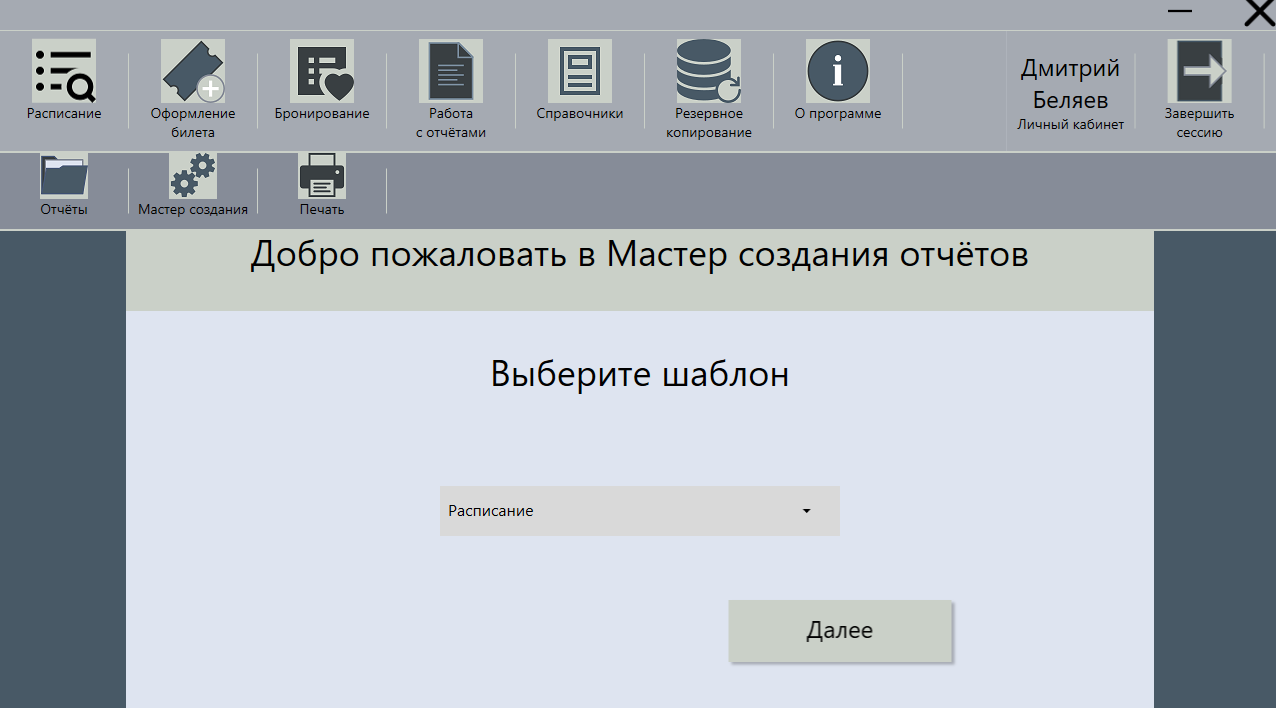 Расписание
Оформление
билета
Бронирование
Работа
с отчётами
Справочники
Резервное
копирование
О программе
Дмитрий
Беляев
Личный кабинет
Завершить
сессию
Отчёты
Мастер создания
Печать
Добро пожаловать в Мастер создания отчётов
Выберите шаблон
Расписание
Далее